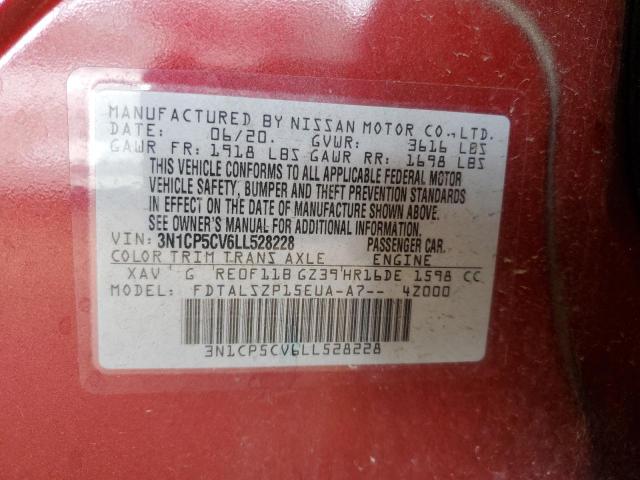 MANUFACTURED BY NISSAN MOTOR CO.,LTD.
DATE: 06/20. GVWR: 3616 LBS
GAWR FR: 1918 LBS GAWR RR: 1698 LBS
THIS VEHICLE CONFORMS TO ALL APPLICABLE FEDERAL MOTOR
VEHICLE SAFETY, BUMPER AND THEFT PREVENTION STANDARDS
IN EFFECT ON THE DATE OF MANUFACTURE SHOWN ABOVE.
SEE OWNER'S MANUAL FOR ADDITIONAL INFORMATION.
VIN: 3N1CP5CV6LL528228 PASSENGER CAR.
COLOR TRIM TRANS AXLE ENGINE
XAV G RE0F11B GZ39 HR16DE 1598 CC
MODEL: FDTALSZP15EUA-A7-- 4Z000
3N1CP5CV6LL528228